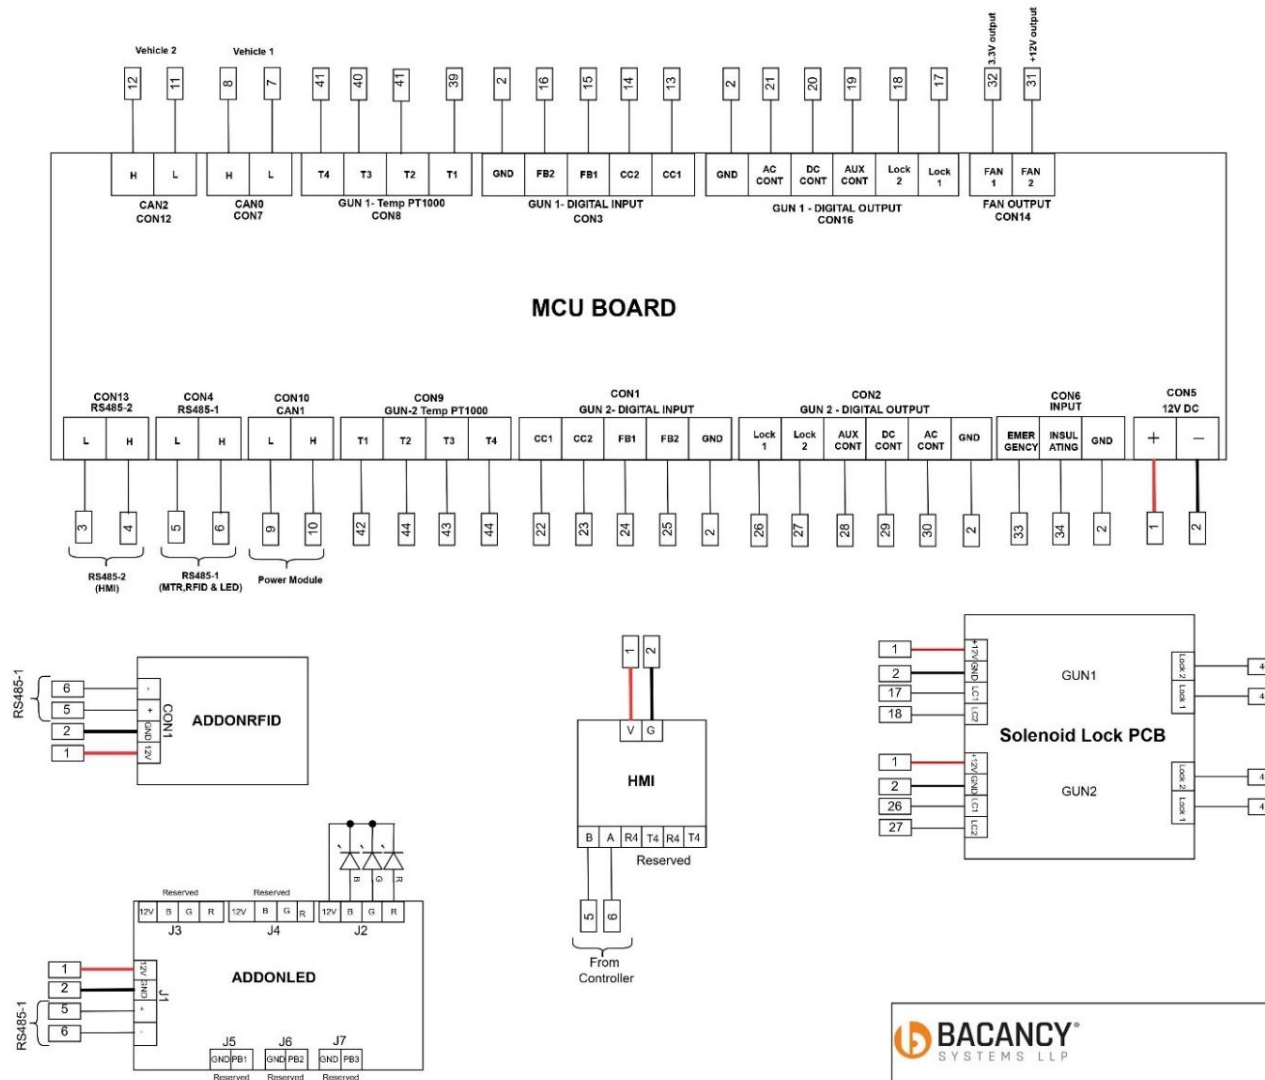 Vehicle 2
Vehicle 1
3.3V output
+12V output
12 11 8 7 41 40 41 39 2 16 15 14 13 2 21 20 19 18 17 32 31
H L H L T4 T3 T2 T1 GND FB2 FB1 CC2 CC1 GND AC CONT DC CONT AUX CONT Lock 2 Lock 1 FAN 1 FAN 2
CAN2
CON12
CAN0
CON7
GUN 1- Temp PT1000
CON8
GUN 1- DIGITAL INPUT
CON3
GUN 1 - DIGITAL OUTPUT
CON16
FAN OUTPUT
CON14
MCU BOARD
CON13
RS485-2
CON4
RS485-1
CON10
CAN1
CON9
GUN-2 Temp PT1000
CON1
GUN 2- DIGITAL INPUT
CON2
GUN 2 - DIGITAL OUTPUT
CON6
INPUT
CON5
12V DC
L H L H L H T1 T2 T3 T4 CC1 CC2 FB1 FB2 GND Lock 1 Lock 2 AUX CONT DC CONT AC CONT GND EMER GENCY INSUL ATING GND + −
3 4 5 6 9 10 42 44 43 44 22 23 24 25 2 26 27 28 29 30 2 33 34 2 1 2
RS485-2
(HMI)
RS485-1
(MTR,RFID & LED)
Power Module
RS485-1
6 -
5 +
2 GND
1 12V
CON1
ADDONRFID
1 2
V G
HMI
B A R4 T4 R4 T4
Reserved
5 6
From
Controller
1 +12V
2 GND
17 LC1
18 LC2
GUN1
Lock 2 4
Lock 1 4
Solenoid Lock PCB
1 +12V
2 GND
26 LC1
27 LC2
GUN2
Lock 2 4
Lock 1 4
B G R
Reserved
Reserved
12V B G R 12V B G R 12V B G R
J3 J4 J2
ADDONLED
RS485-1
1 12V
2 GND
5 +
6 -
J1
J5 J6 J7
GND PB1 GND PB2 GND PB3
Reserved Reserved Reserved
BACANCY®
SYSTEMS LLP